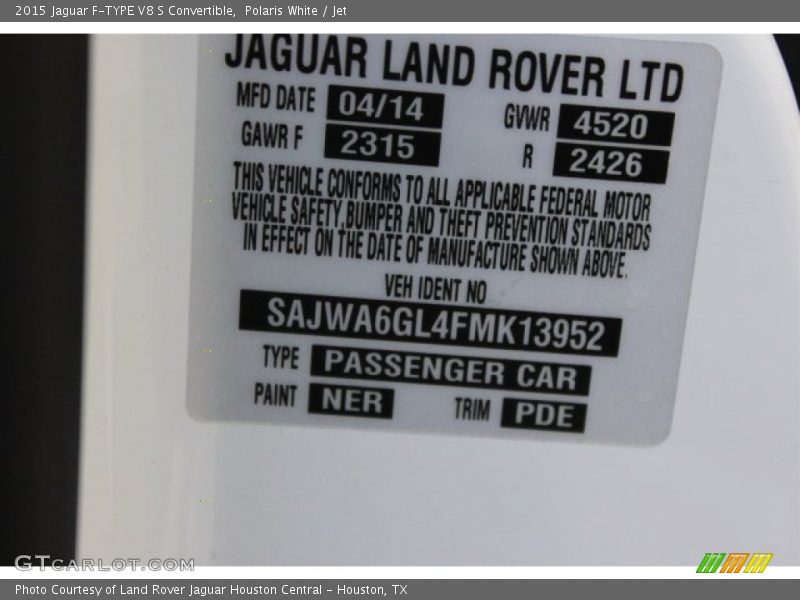 2015 Jaguar F-TYPE V8 S Convertible,  Polaris White / Jet
JAGUAR LAND ROVER LTD
MFD DATE 04/14 GVWR 4520
GAWR F 2315 R 2426
THIS VEHICLE CONFORMS TO ALL APPLICABLE FEDERAL MOTOR
VEHICLE SAFETY, BUMPER AND THEFT PREVENTION STANDARDS
IN EFFECT ON THE DATE OF MANUFACTURE SHOWN ABOVE.
VEH IDENT NO
SAJWA6GL4FMK13952
TYPE PASSENGER CAR
PAINT NER TRIM PDE
GTCARLOT.COM
Photo Courtesy of Land Rover Jaguar Houston Central - Houston, TX